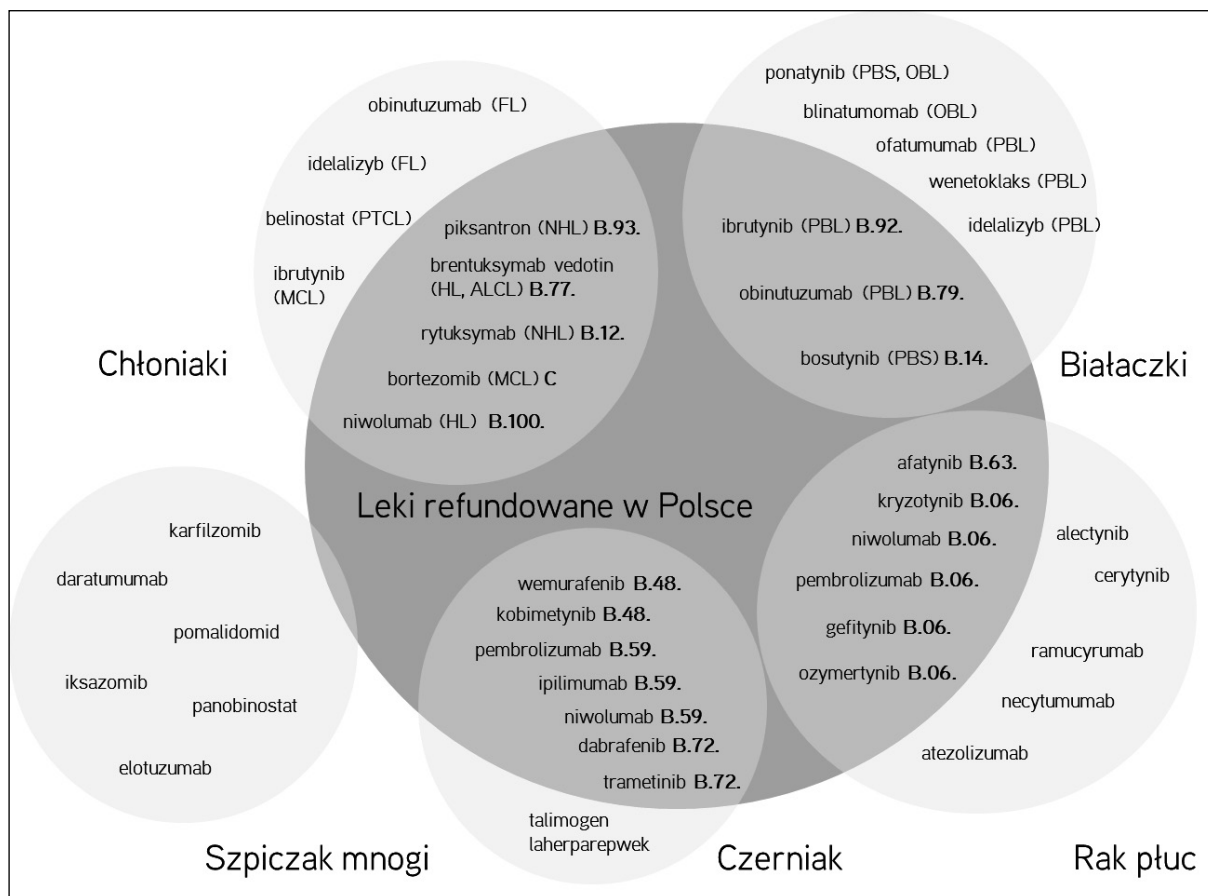 obinutuzumab (FL)
idelalizyb (FL)
belinostat (PTCL)
ibrutynib
(MCL)
piksantron (NHL) B.93.
brentuksymab vedotin
(HL, ALCL) B.77.
rytuksymab (NHL) B.12.
bortezomib (MCL) C
niwolumab (HL) B.100.
Chłoniaki
ponatynib (PBS, OBL)
blinatumomab (OBL)
ofatumumab (PBL)
wenetoklaks (PBL)
idelalizyb (PBL)
ibrutynib (PBL) B.92.
obinutuzumab (PBL) B.79.
bosutynib (PBS) B.14.
Białaczki
Leki refundowane w Polsce
karfilzomib
daratumumab
pomalidomid
iksazomib
panobinostat
elotuzumab
Szpiczak mnogi
wemurafenib B.48.
kobimetynib B.48.
pembrolizumab B.59.
ipilimumab B.59.
niwolumab B.59.
dabrafenib B.72.
trametinib B.72.
talimogen
laherparepwek
Czerniak
afatynib B.63.
kryzotynib B.06.
niwolumab B.06.
pembrolizumab B.06.
gefitynib B.06.
ozymertynib B.06.
alectynib
cerytynib
ramucyrumab
necytumumab
atezolizumab
Rak płuc